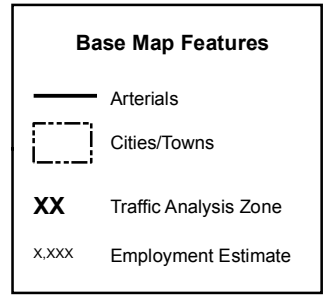 Base Map Features
Arterials
Cities/Towns
XX Traffic Analysis Zone
X,XXX Employment Estimate